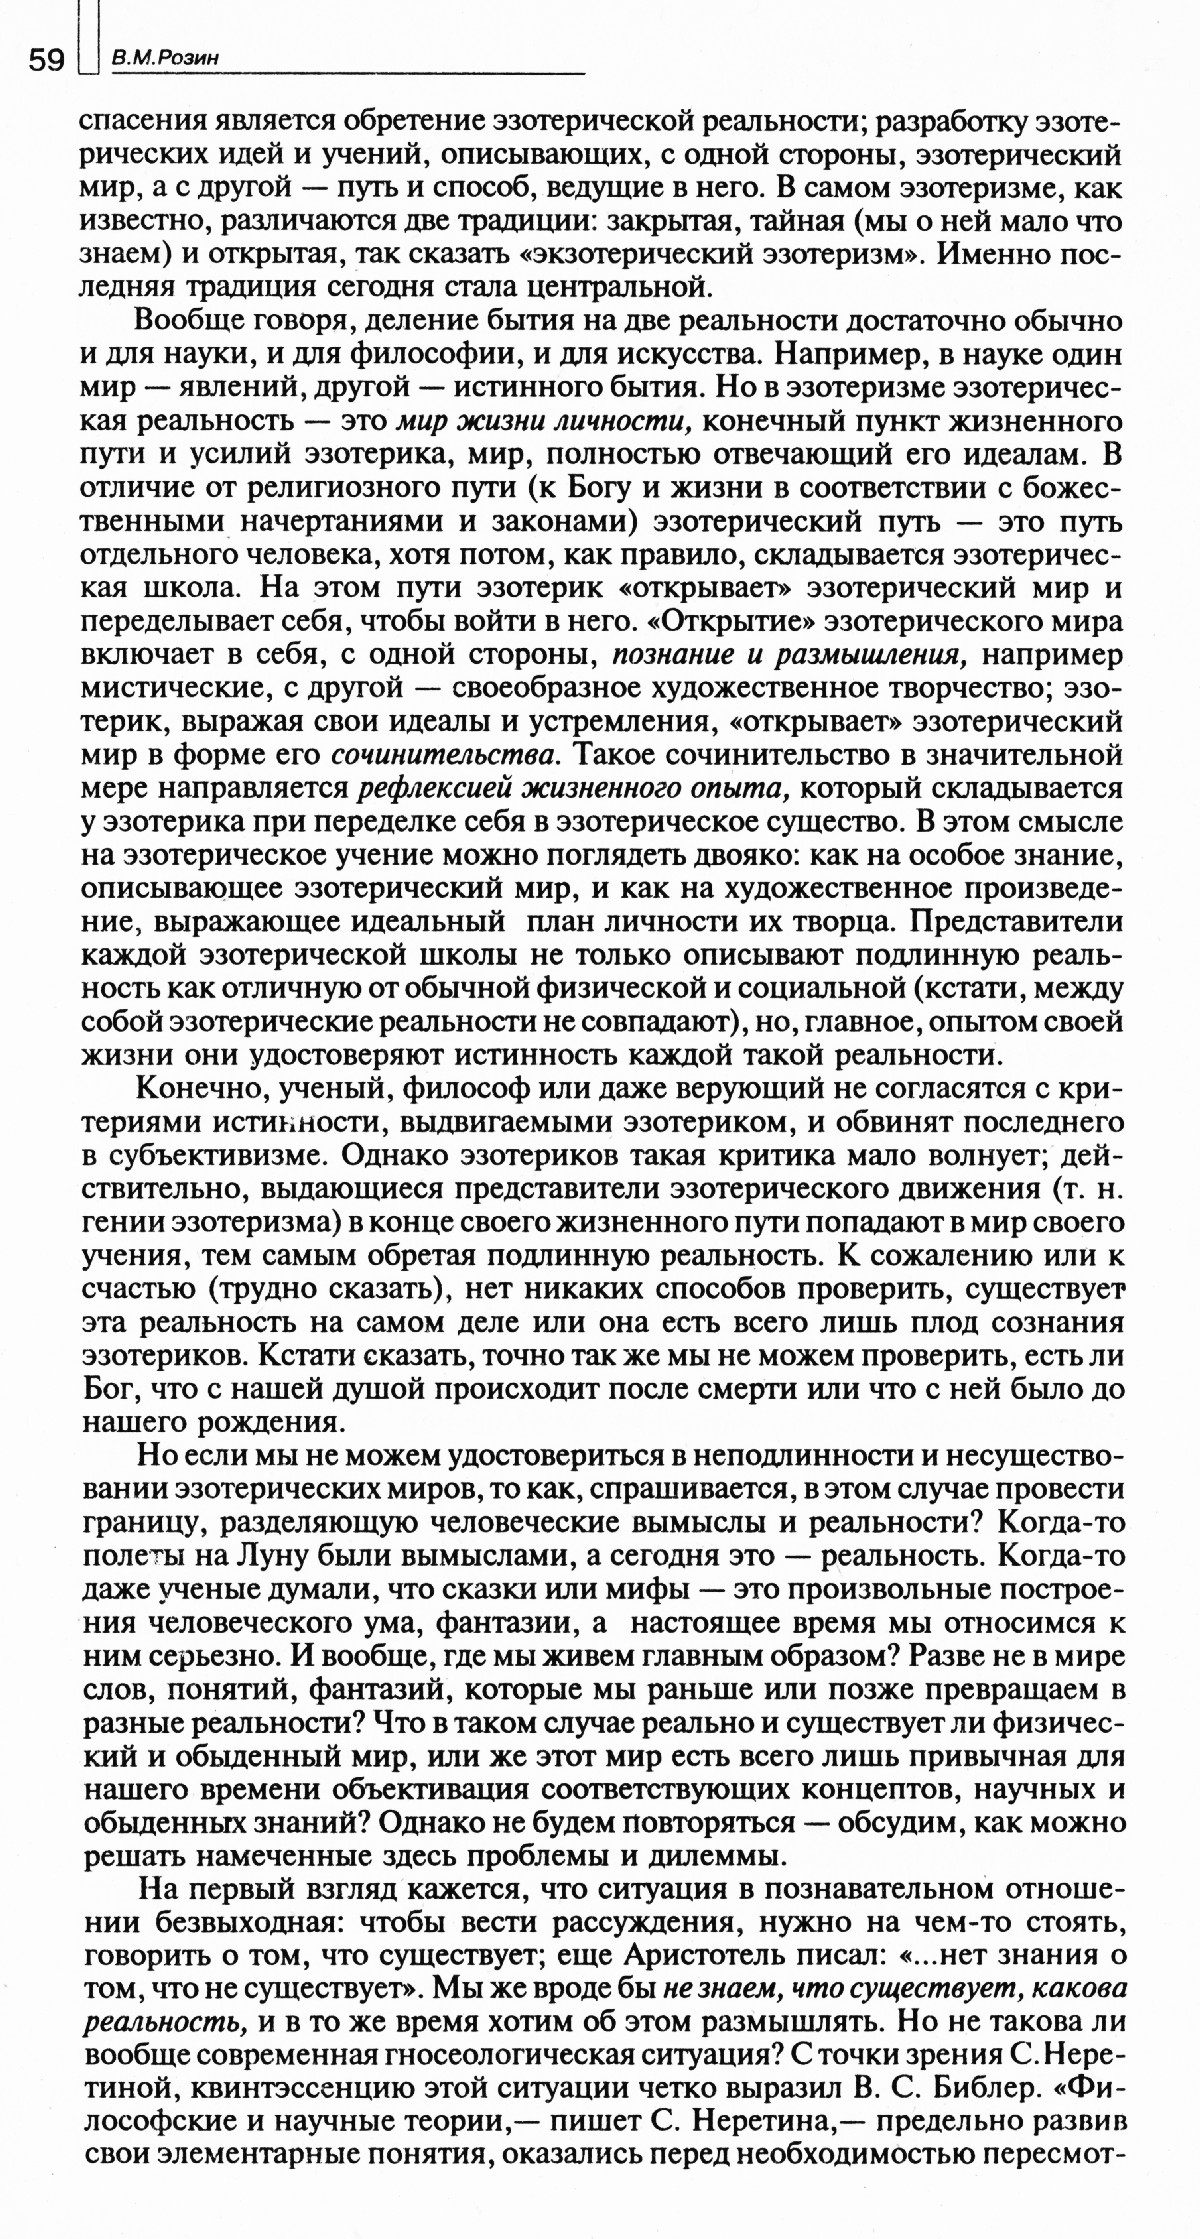 59
В.М.Розин
спасения является обретение эзотерической реальности; разработку эзоте-
рических идей и учений, описывающих, с одной стороны, эзотерический
мир, а с другой — путь и способ, ведущие в него. В самом эзотеризме, как
известно, различаются две традиции: закрытая, тайная (мы о ней мало что
знаем) и открытая, так сказать «экзотерический эзотеризм». Именно пос-
ледняя традиция сегодня стала центральной.
Вообще говоря, деление бытия на две реальности достаточно обычно
и для науки, и для философии, и для искусства. Например, в науке один
мир — явлений, другой — истинного бытия. Но в эзотеризме эзотеричес-
кая реальность — это мир жизни личности, конечный пункт жизненного
пути и усилий эзотерика, мир, полностью отвечающий его идеалам. В
отличие от религиозного пути (к Богу и жизни в соответствии с божес-
твенными начертаниями и законами) эзотерический путь — это путь
отдельного человека, хотя потом, как правило, складывается эзотеричес-
кая школа. На этом пути эзотерик «открывает» эзотерический мир и
переделывает себя, чтобы войти в него. «Открытие» эзотерического мира
включает в себя, с одной стороны, познание и размышления, например
мистические, с другой — своеобразное художественное творчество; эзо-
терик, выражая свои идеалы и устремления, «открывает» эзотерический
мир в форме его сочинительства. Такое сочинительство в значительной
мере направляется рефлексией жизненного опыта, который складывается
у эзотерика при переделке себя в эзотерическое существо. В этом смысле
на эзотерическое учение можно поглядеть двояко: как на особое знание,
описывающее эзотерический мир, и как на художественное произведе-
ние, выражающее идеальный план личности их творца. Представители
каждой эзотерической школы не только описывают подлинную реаль-
ность как отличную от обычной физической и социальной (кстати, между
собой эзотерические реальности не совпадают), но, главное, опытом своей
жизни они удостоверяют истинность каждой такой реальности.
Конечно, ученый, философ или даже верующий не согласятся с кри-
териями истинности, выдвигаемыми эзотериком, и обвинят последнего
в субъективизме. Однако эзотериков такая критика мало волнует; дей-
ствительно, выдающиеся представители эзотерического движения (т. н.
гении эзотеризма) в конце своего жизненного пути попадают в мир своего
учения, тем самым обретая подлинную реальность. К сожалению или к
счастью (трудно сказать), нет никаких способов проверить, существует
эта реальность на самом деле или она есть всего лишь плод сознания
эзотериков. Кстати сказать, точно так же мы не можем проверить, есть ли
Бог, что с нашей душой происходит после смерти или что с ней было до
нашего рождения.
Но если мы не можем удостовериться в неподлинности и несущество-
вании эзотерических миров, то как, спрашивается, в этом случае провести
границу, разделяющую человеческие вымыслы и реальности? Когда-то
полеты на Луну были вымыслами, а сегодня это — реальность. Когда-то
даже ученые думали, что сказки или мифы — это произвольные построе-
ния человеческого ума, фантазии, а настоящее время мы относимся к
ним серьезно. И вообще, где мы живем главным образом? Разве не в мире
слов, понятий, фантазий, которые мы раньше или позже превращаем в
разные реальности? Что в таком случае реально и существует ли физичес-
кий и обыденный мир, или же этот мир есть всего лишь привычная для
нашего времени объективация соответствующих концептов, научных и
обыденных знаний? Однако не будем повторяться — обсудим, как можно
решать намеченные здесь проблемы и дилеммы.
На первый взгляд кажется, что ситуация в познавательном отноше-
нии безвыходная: чтобы вести рассуждения, нужно на чем-то стоять,
говорить о том, что существует; еще Аристотель писал: «...нет знания о
том, что не существует». Мы же вроде бы не знаем, что существует, какова
реальность, и в то же время хотим об этом размышлять. Но не такова ли
вообще современная гносеологическая ситуация? С точки зрения С.Нере-
тиной, квинтэссенцию этой ситуации четко выразил В. С. Библер. «Фи-
лософские и научные теории,— пишет С. Неретина,— предельно развив
свои элементарные понятия, оказались перед необходимостью пересмот-